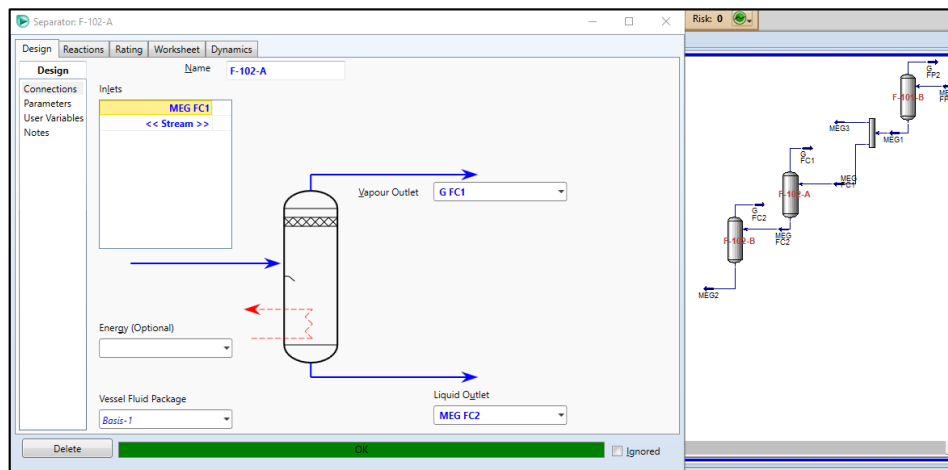 Separator: F-102-A
Risk: 0
Design Reactions Rating Worksheet Dynamics
Design
Connections
Parameters
User Variables
Notes
Name F-102-A
Inlets
MEG FC1
<< Stream >>
Vapour Outlet G FC1
Energy (Optional)
Vessel Fluid Package
Basis-1
Liquid Outlet
MEG FC2
Delete OK Ignored
G
FP2
ME
FP
MEG3
MEG1
G
FC1
MEG
FC1
F-102-A
G
FC2
MEG
FC2
F-102-B
MEG2